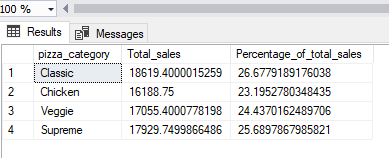 100 %
Results Messages
pizza_category Total_sales Percentage_of_total_sales
1 Classic 18619.4000015259 26.6779189176038
2 Chicken 16188.75 23.1952780348435
3 Veggie 17055.4000778198 24.4370162489706
4 Supreme 17929.7499866486 25.6897867985821